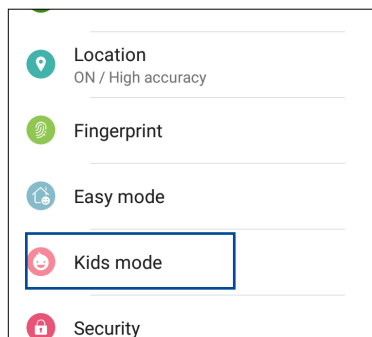 Location
ON / High accuracy
Fingerprint
Easy mode
Kids mode
Security